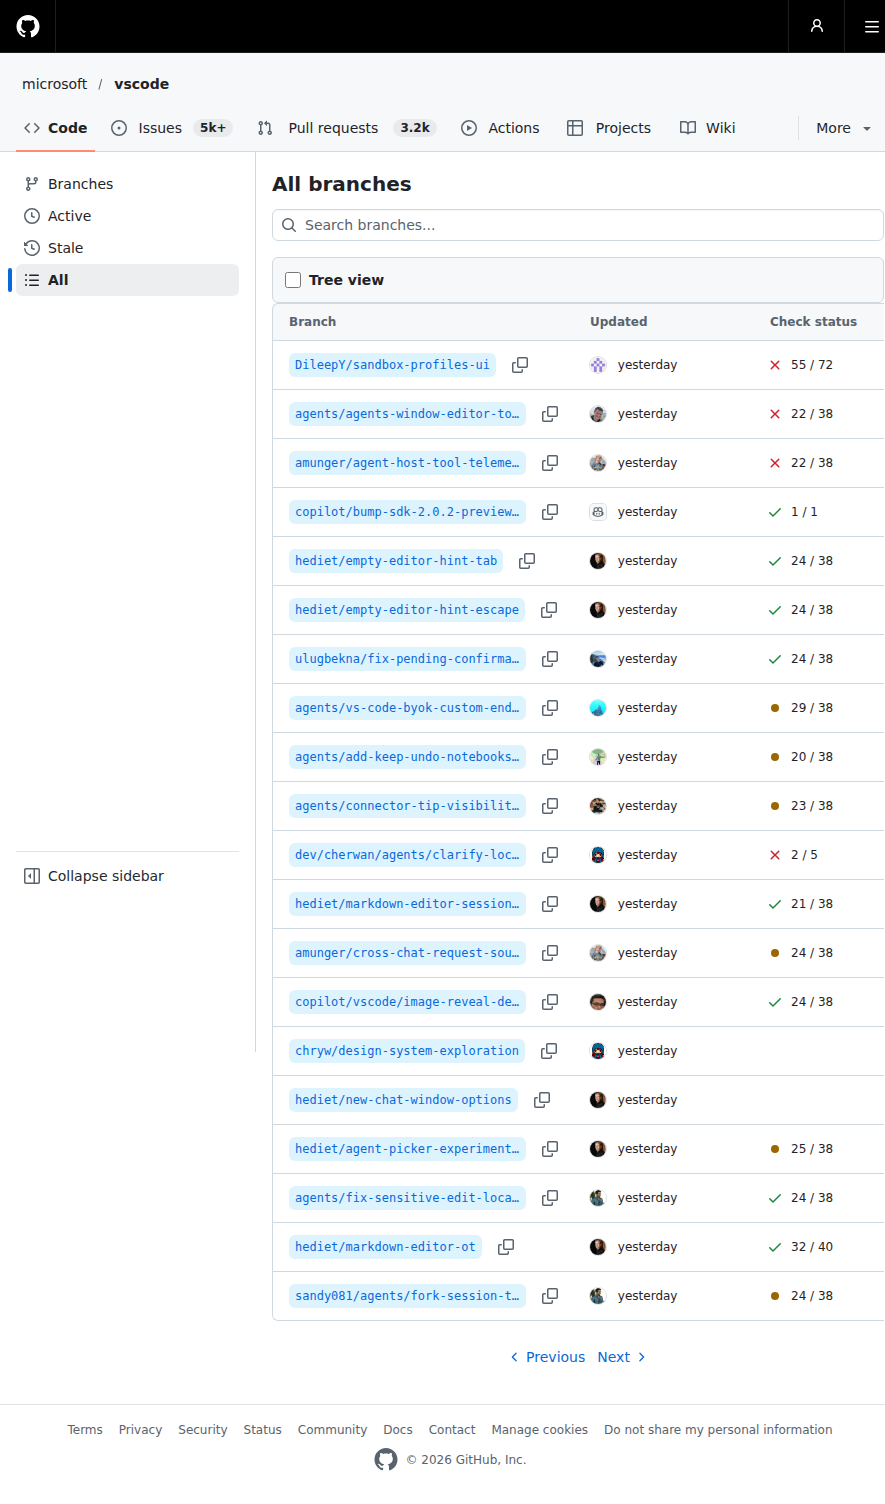 microsoft / vscode
Code Issues 5k+ Pull requests 3.2k Actions Projects Wiki More
Branches
Active
Stale
All
Collapse sidebar
All branches
Search branches...
Tree view
Branch Updated Check status
DileepY/sandbox-profiles-ui yesterday 55 / 72
agents/agents-window-editor-to… yesterday 22 / 38
amunger/agent-host-tool-teleme… yesterday 22 / 38
copilot/bump-sdk-2.0.2-preview… yesterday 1 / 1
hediet/empty-editor-hint-tab yesterday 24 / 38
hediet/empty-editor-hint-escape yesterday 24 / 38
ulugbekna/fix-pending-confirma… yesterday 24 / 38
agents/vs-code-byok-custom-end… yesterday 29 / 38
agents/add-keep-undo-notebooks… yesterday 20 / 38
agents/connector-tip-visibilit… yesterday 23 / 38
dev/cherwan/agents/clarify-loc… yesterday 2 / 5
hediet/markdown-editor-session… yesterday 21 / 38
amunger/cross-chat-request-sou… yesterday 24 / 38
copilot/vscode/image-reveal-de… yesterday 24 / 38
chryw/design-system-exploration yesterday
hediet/new-chat-window-options yesterday
hediet/agent-picker-experiment… yesterday 25 / 38
agents/fix-sensitive-edit-loca… yesterday 24 / 38
hediet/markdown-editor-ot yesterday 32 / 40
sandy081/agents/fork-session-t… yesterday 24 / 38
Previous Next
Terms Privacy Security Status Community Docs Contact Manage cookies Do not share my personal information
© 2026 GitHub, Inc.